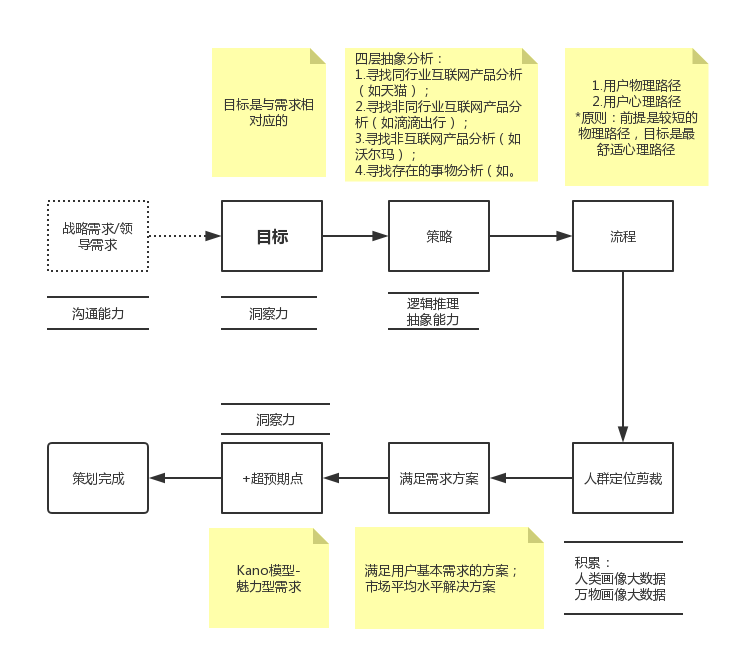 目标是与需求相
对应的
四层抽象分析：
1.寻找同行业互联网产品分析
（如天猫）；
2.寻找非同行业互联网产品分
析（如滴滴出行）；
3.寻找非互联网产品分析（如
沃尔玛）；
4.寻找存在的事物分析（如。
1.用户物理路径
2.用户心理路径
*原则：前提是较短的
物理路径，目标是最
舒适心理路径
战略需求/领
导需求
目标
策略
流程
沟通能力
洞察力
逻辑推理
抽象能力
洞察力
策划完成
+超预期点
满足需求方案
人群定位剪裁
Kano模型-
魅力型需求
满足用户基本需求的方案；
市场平均水平解决方案
积累：
人类画像大数据
万物画像大数据